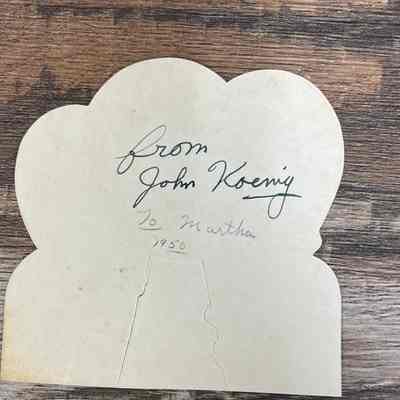 from
John Koenig
To Martha
1950